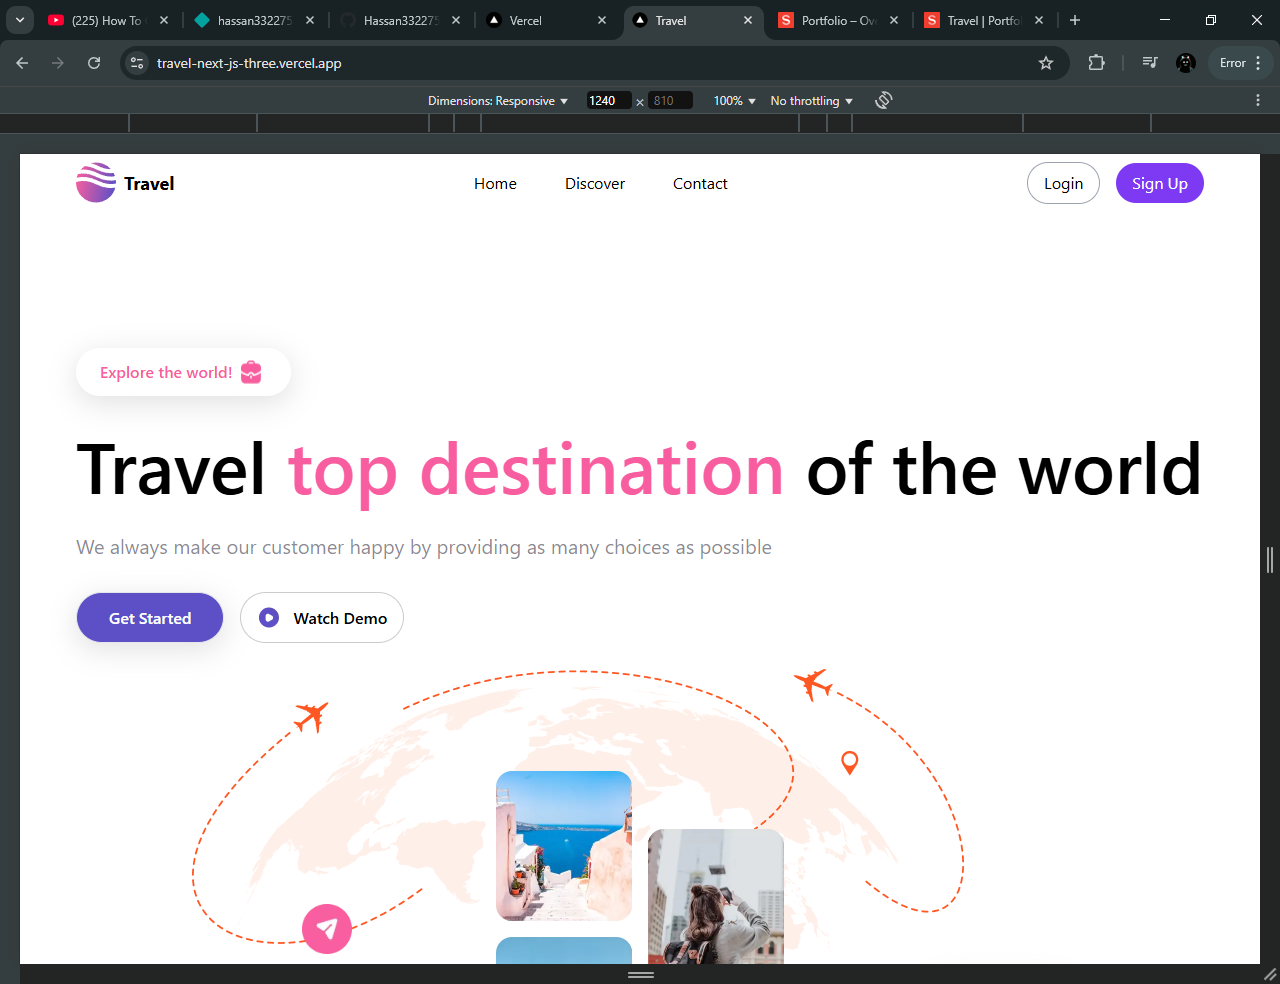 (225) How To
hassan332275
Hassan332275
Vercel
Travel
Portfolio – Ov
Travel | Portfo
travel-next-js-three.vercel.app
Error
Dimensions: Responsive
1240 × 810
100%
No throttling
Travel
Home
Discover
Contact
Login
Sign Up
Explore the world!
Travel top destination of the world
We always make our customer happy by providing as many choices as possible
Get Started
Watch Demo